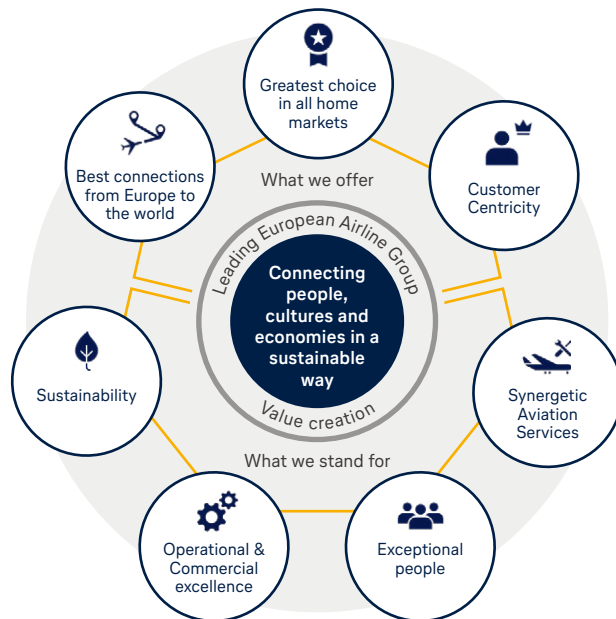 Greatest choice
in all home
markets
Best connections
from Europe to
the world
Customer
Centricity
What we offer
Leading European Airline Group
Connecting
people,
cultures and
economies in a
sustainable
way
Value creation
Sustainability
Synergetic
Aviation
Services
What we stand for
Operational &
Commercial
excellence
Exceptional
people